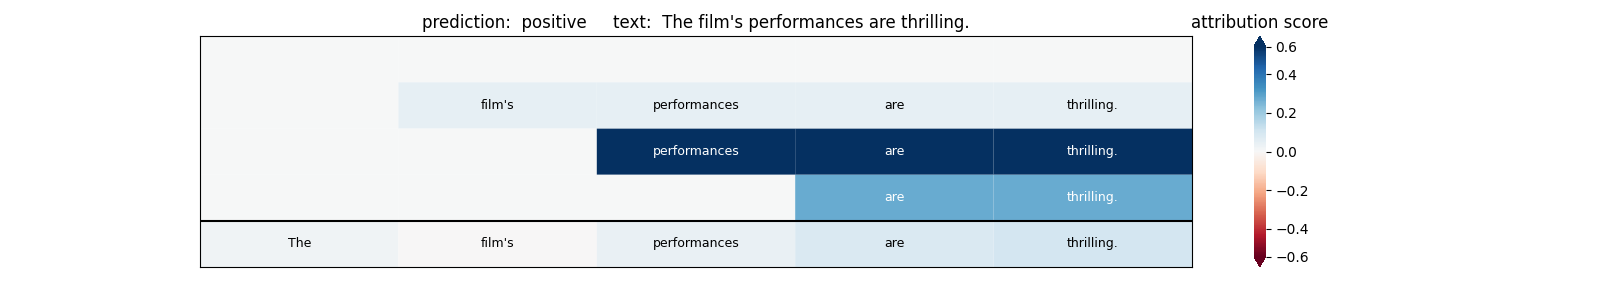 prediction:  positive     text:  The film's performances are thrilling.
attribution score
film's performances are thrilling.
performances are thrilling.
are thrilling.
The film's performances are thrilling.
0.6
0.4
0.2
0.0
−0.2
−0.4
−0.6